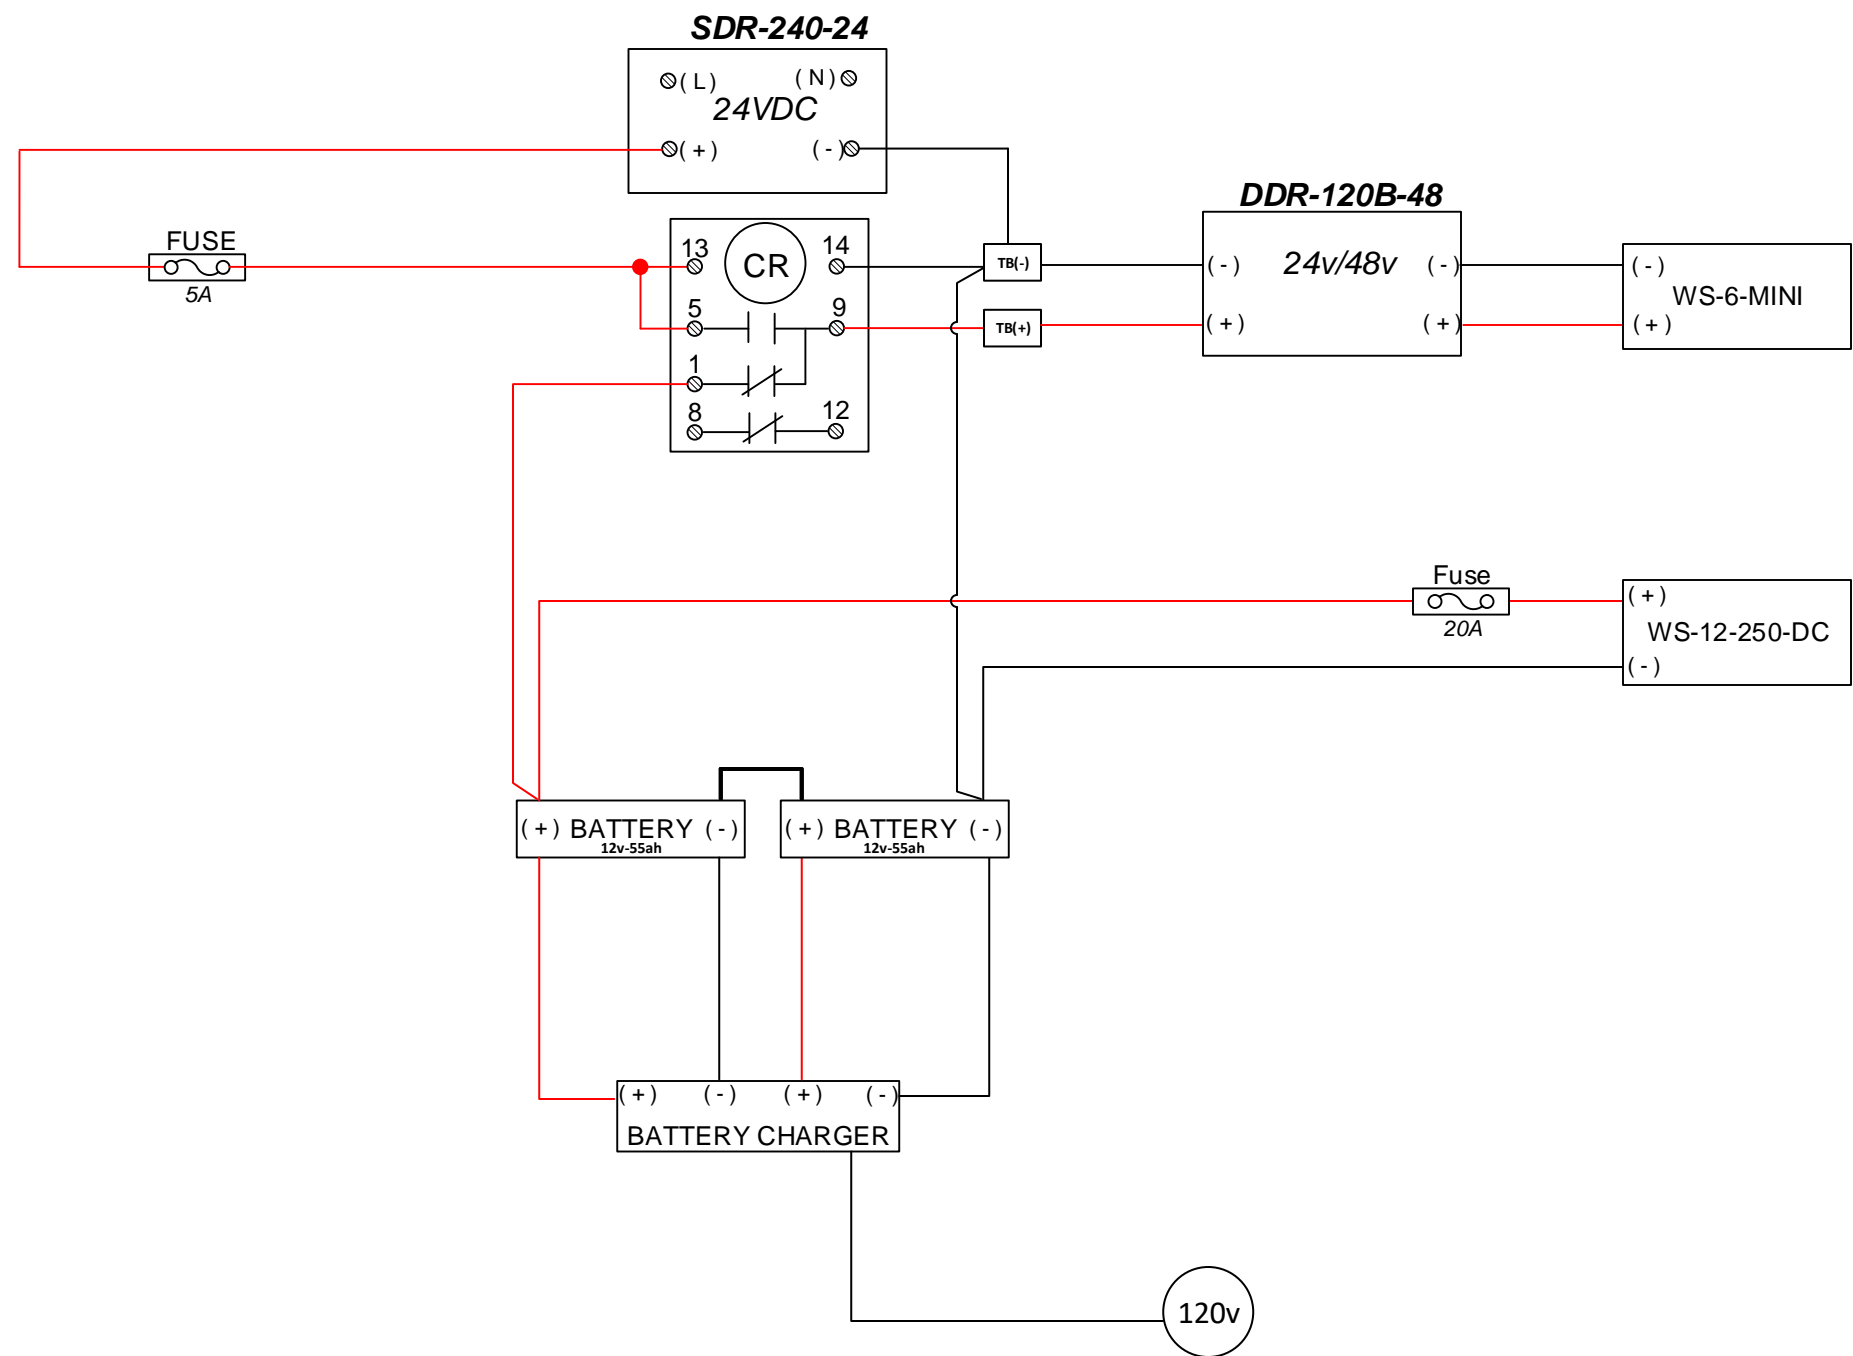 SDR-240-24
(L) (N)
24VDC
(+) (-)
DDR-120B-48
FUSE
5A
13 CR 14
5 9
1
8 12
TB(-)
TB(+)
(-) 24v/48v (-)
(+) (+)
(-)
WS-6-MINI
(+)
Fuse
20A
(+)
WS-12-250-DC
(-)
(+) BATTERY (-)
12v-55ah
(+) BATTERY (-)
12v-55ah
(+) (-) (+) (-)
BATTERY CHARGER
120v